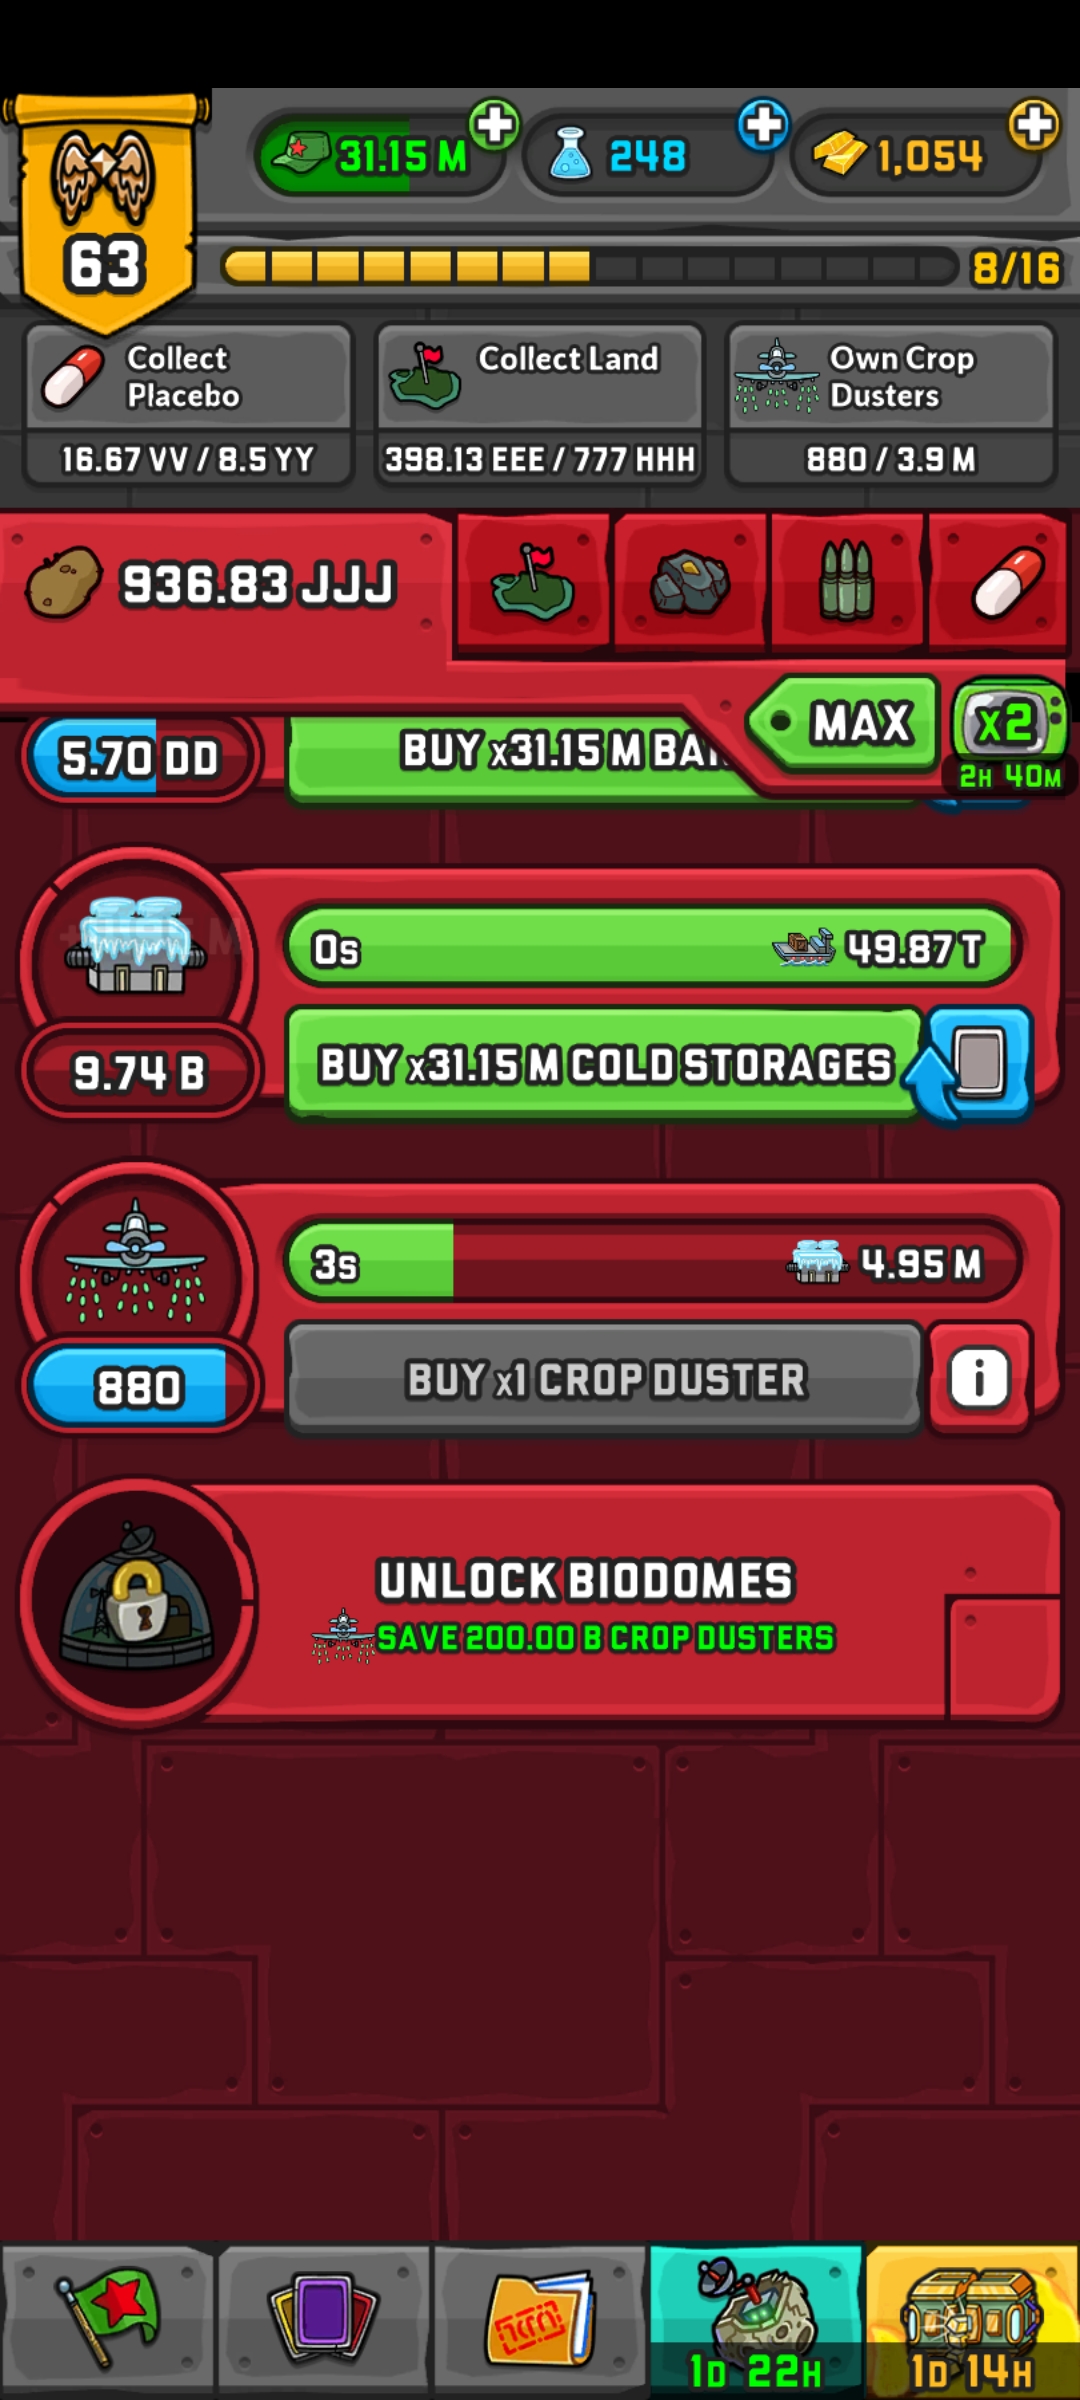 31.15 M
248
1,054
63
8/16
Collect
Placebo
Collect Land
Own Crop
Dusters
16.67 VV / 8.5 YY
398.13 EEE / 777 HHH
880 / 3.9 M
936.83 JJJ
MAX
x2
2H 40M
5.70 DD
BUY x31.15 M
0s
49.87 T
9.74 B
BUY x31.15 M COLD STORAGES
3s
4.95 M
880
BUY x1 CROP DUSTER
i
UNLOCK BIODOMES
SAVE 200.00 B CROP DUSTERS
1D 22H
1D 14H